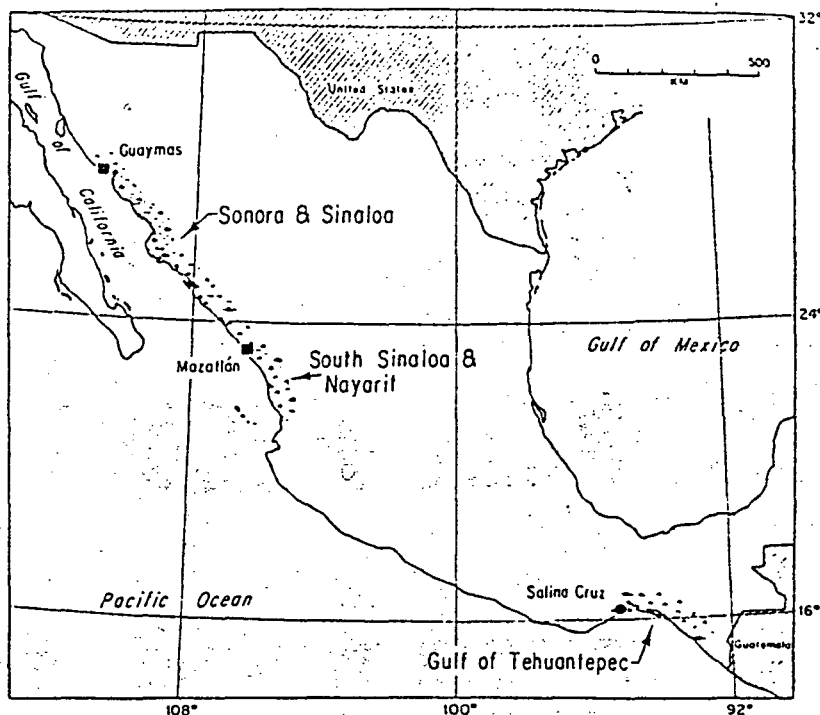 32°
0
500
KM
United States
Gulf
of
California
Guaymas
Sonora & Sinaloa
24°
Gulf of Mexico
Mazatlán
South Sinaloa &
Nayarit
Salina Cruz
Pacific Ocean
16°
Guatemala
Gulf of Tehuantepec
108°
100°
92°